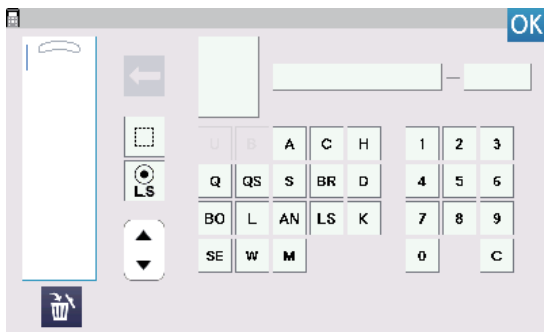 OK
—
LS
U B A C H 1 2 3
Q QS S BR D 4 5 6
BO L AN LS K 7 8 9
SE W M 0 C